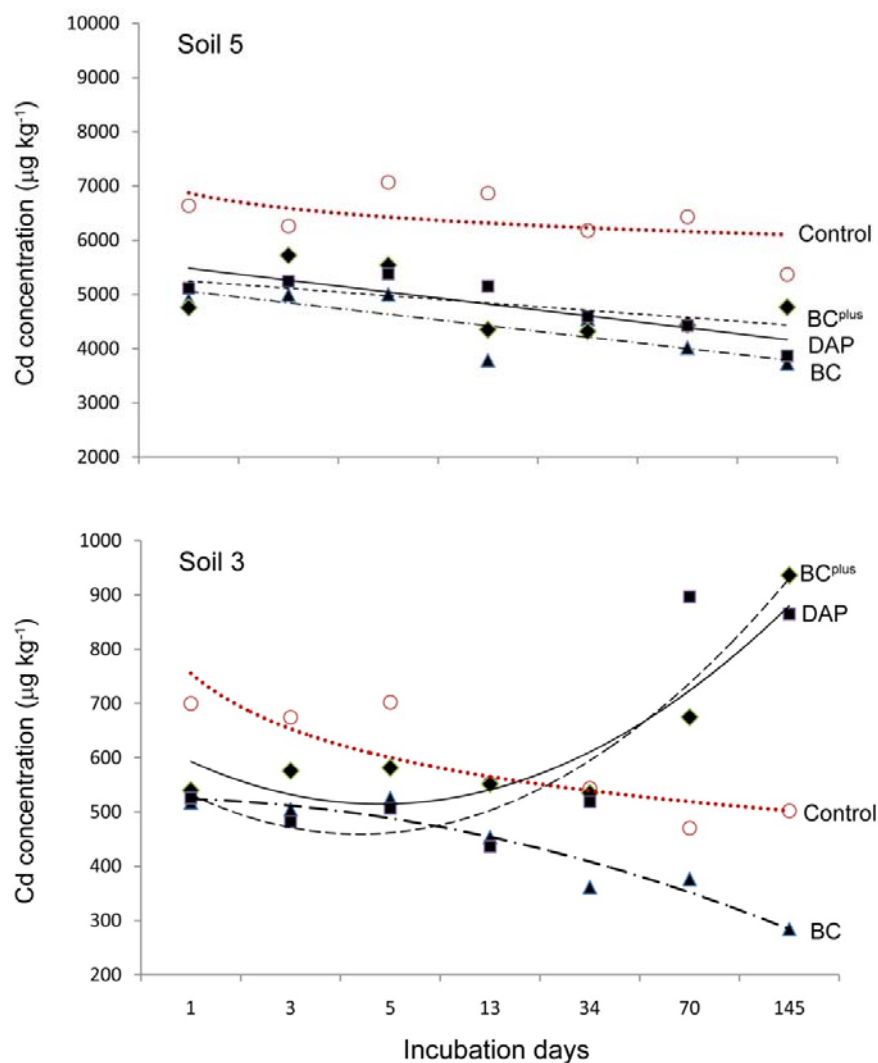 Soil 5
Cd concentration (µg kg⁻¹)
10000
9000
8000
7000
6000
5000
4000
3000
2000
Control
BCᵖˡᵘˢ
DAP
BC
Soil 3
Cd concentration (µg kg⁻¹)
1000
900
800
700
600
500
400
300
200
BCᵖˡᵘˢ
DAP
Control
BC
1 3 5 13 34 70 145
Incubation days